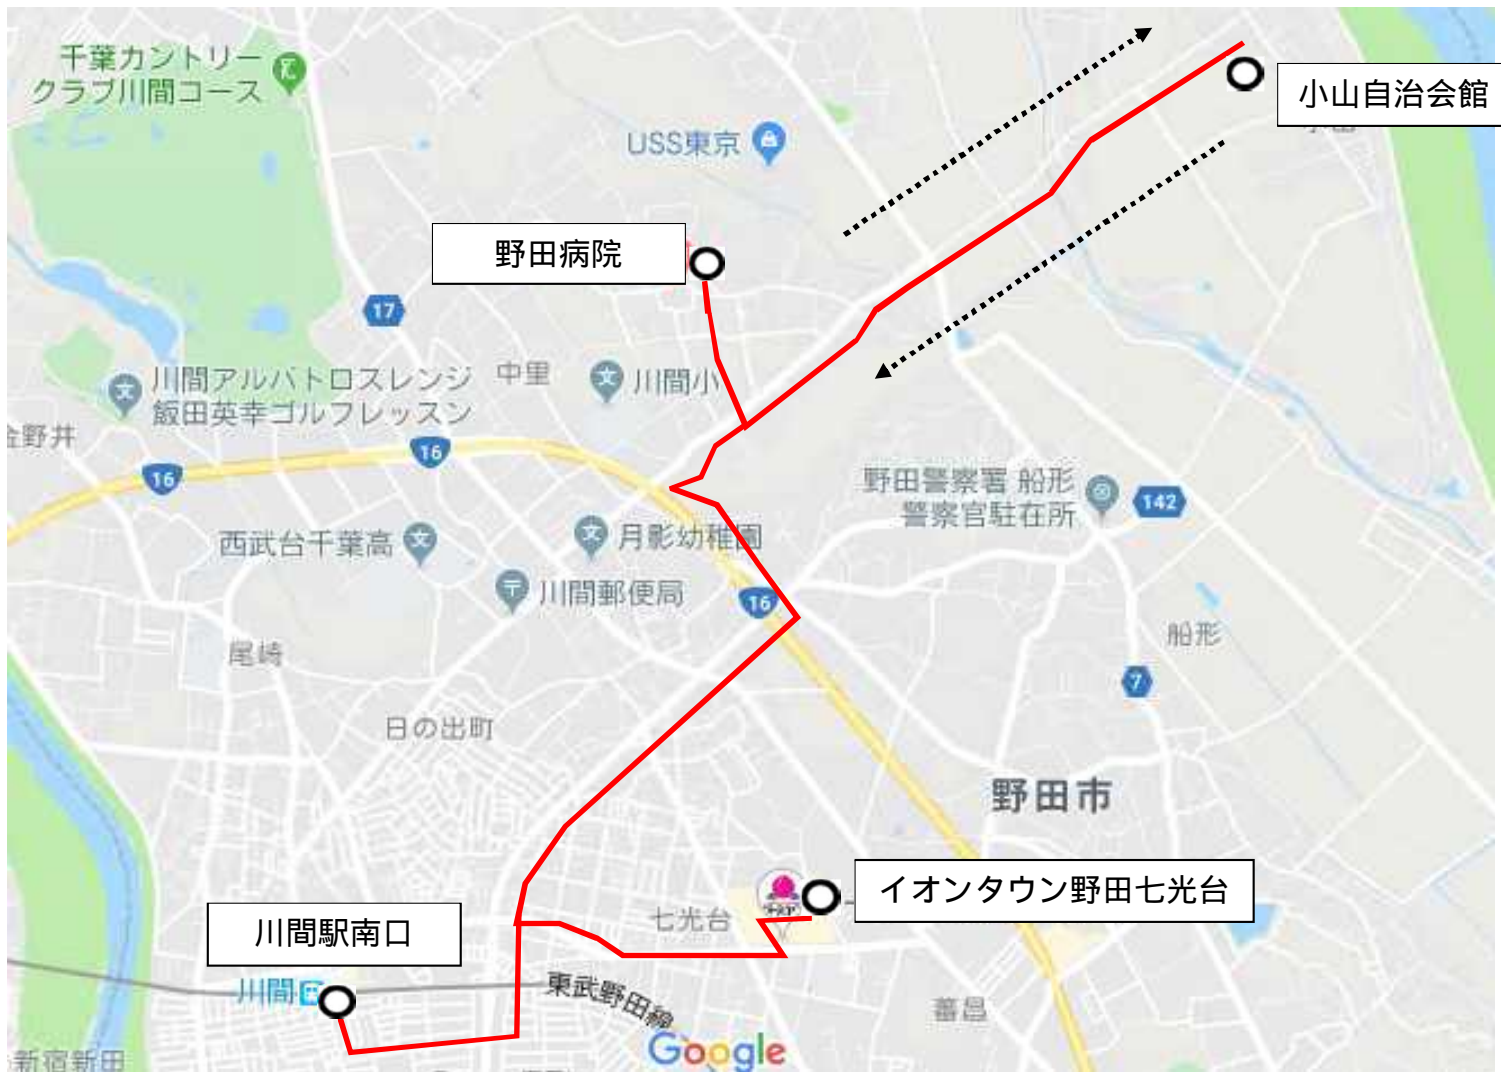 千葉カントリー
クラブ川間コース
小山自治会館
USS東京
野田病院
17
川間アルバトロスレンジ
飯田英幸ゴルフレッスン
中里
川間小
金野井
16
16
野田警察署 船形
警察官駐在所
142
西武台千葉高
月影幼稚園
川間郵便局
16
船形
尾崎
7
日の出町
野田市
イオンタウン野田七光台
七光台
川間駅南口
川間
東武野田線
蕃昌
Google
新宿新田